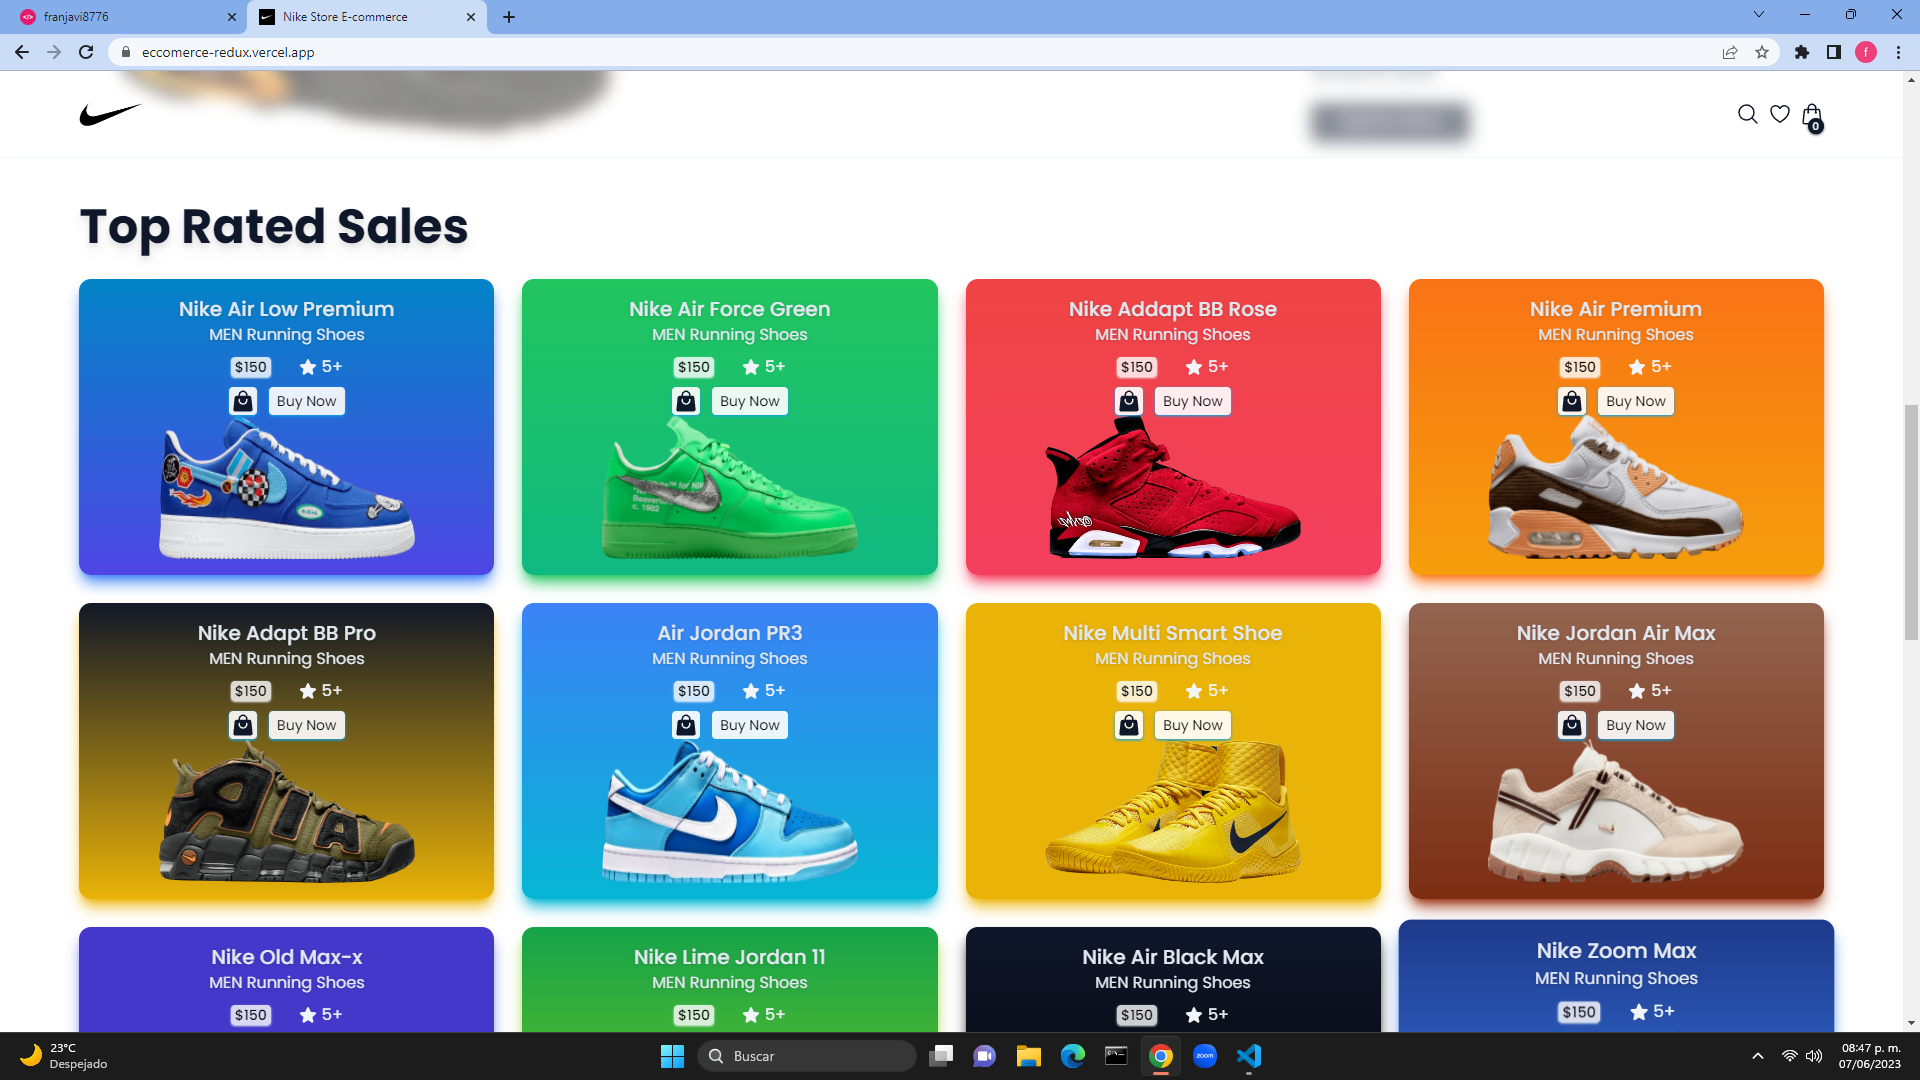 franjavi8776
Nike Store E-commerce
eccomerce-redux.vercel.app
f
0
Top Rated Sales
Nike Air Low Premium
MEN Running Shoes
$150 5+
Buy Now
Nike Air Force Green
MEN Running Shoes
$150 5+
Buy Now
Nike Addapt BB Rose
MEN Running Shoes
$150 5+
Buy Now
Nike Air Premium
MEN Running Shoes
$150 5+
Buy Now
Nike Adapt BB Pro
MEN Running Shoes
$150 5+
Buy Now
Air Jordan PR3
MEN Running Shoes
$150 5+
Buy Now
Nike Multi Smart Shoe
MEN Running Shoes
$150 5+
Buy Now
Nike Jordan Air Max
MEN Running Shoes
$150 5+
Buy Now
Nike Old Max-x
MEN Running Shoes
$150 5+
Nike Lime Jordan 11
MEN Running Shoes
$150 5+
Nike Air Black Max
MEN Running Shoes
$150 5+
Nike Zoom Max
MEN Running Shoes
$150 5+
23°C
Despejado
Buscar
zoom
08:47 p. m.
07/06/2023